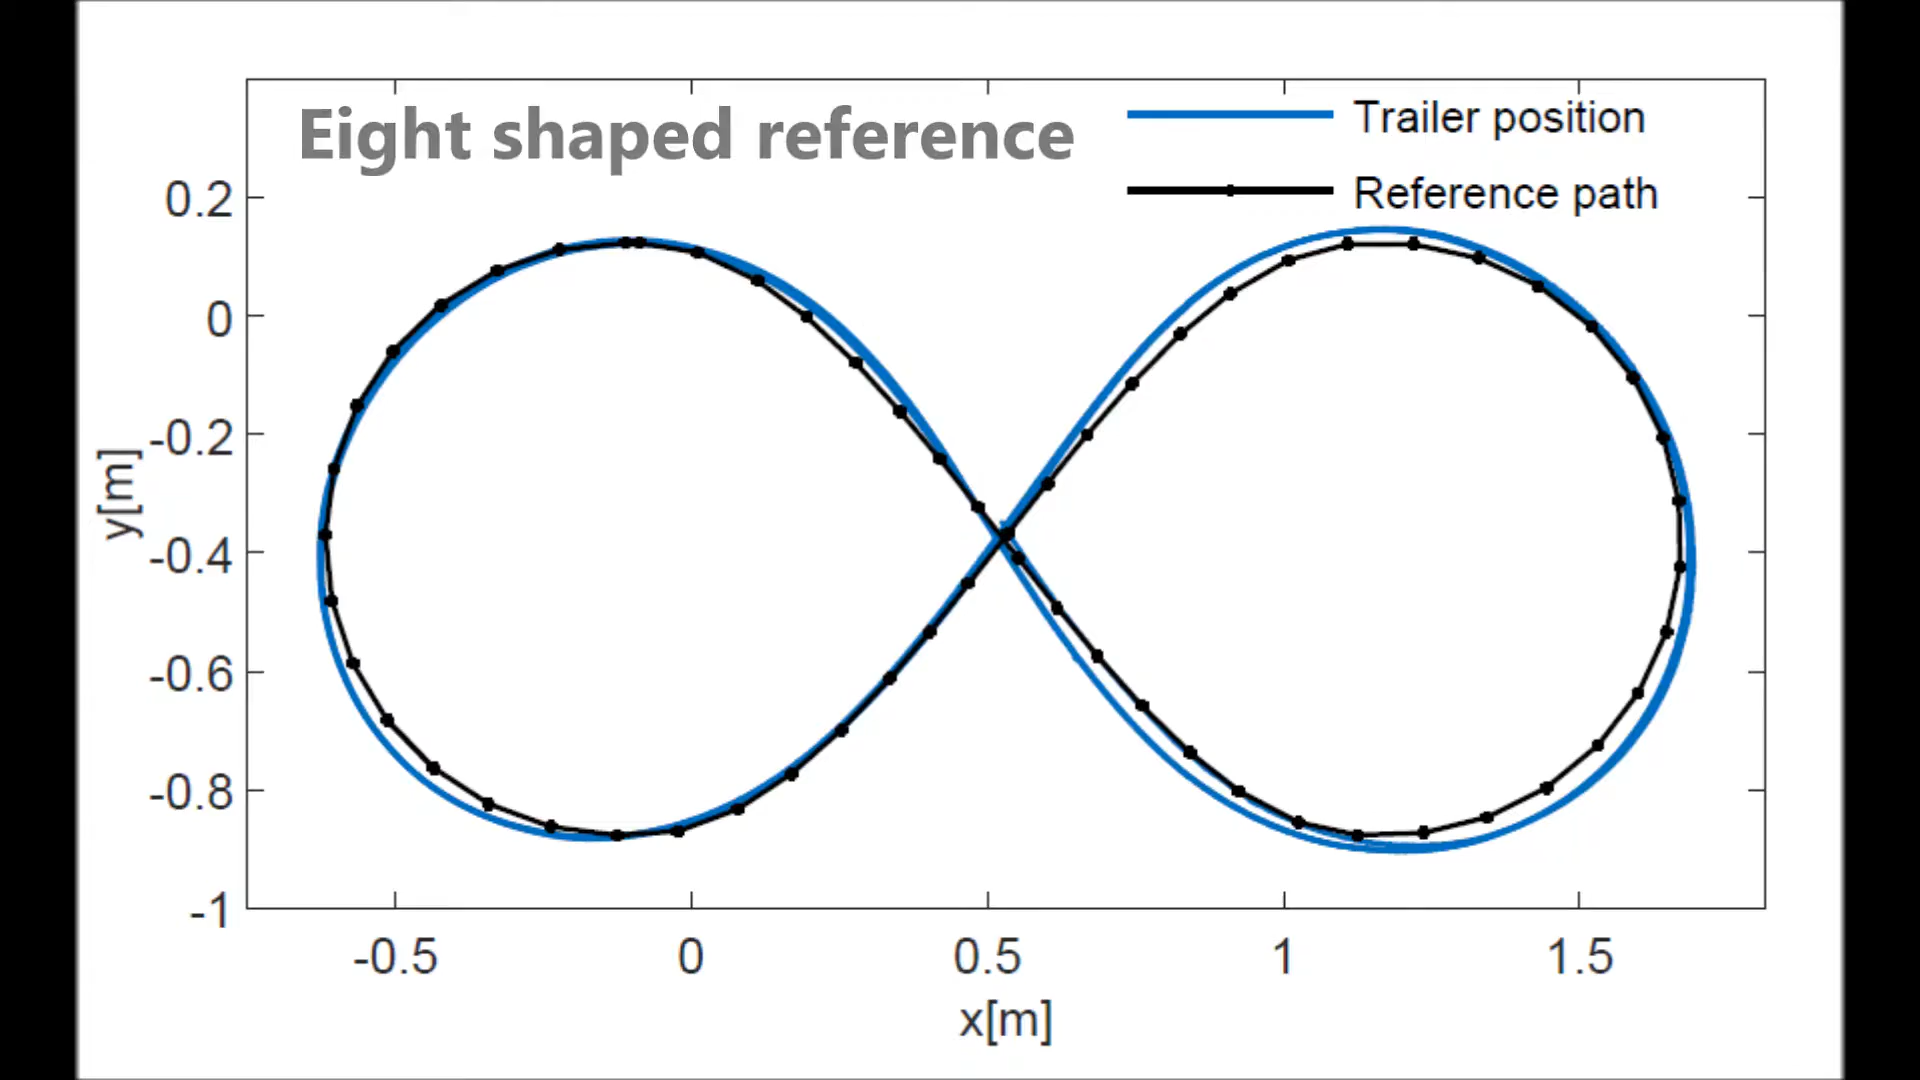 Eight shaped reference
Trailer position
Reference path
0.2
0
-0.2
-0.4
-0.6
-0.8
-1
y[m]
-0.5 0 0.5 1 1.5
x[m]